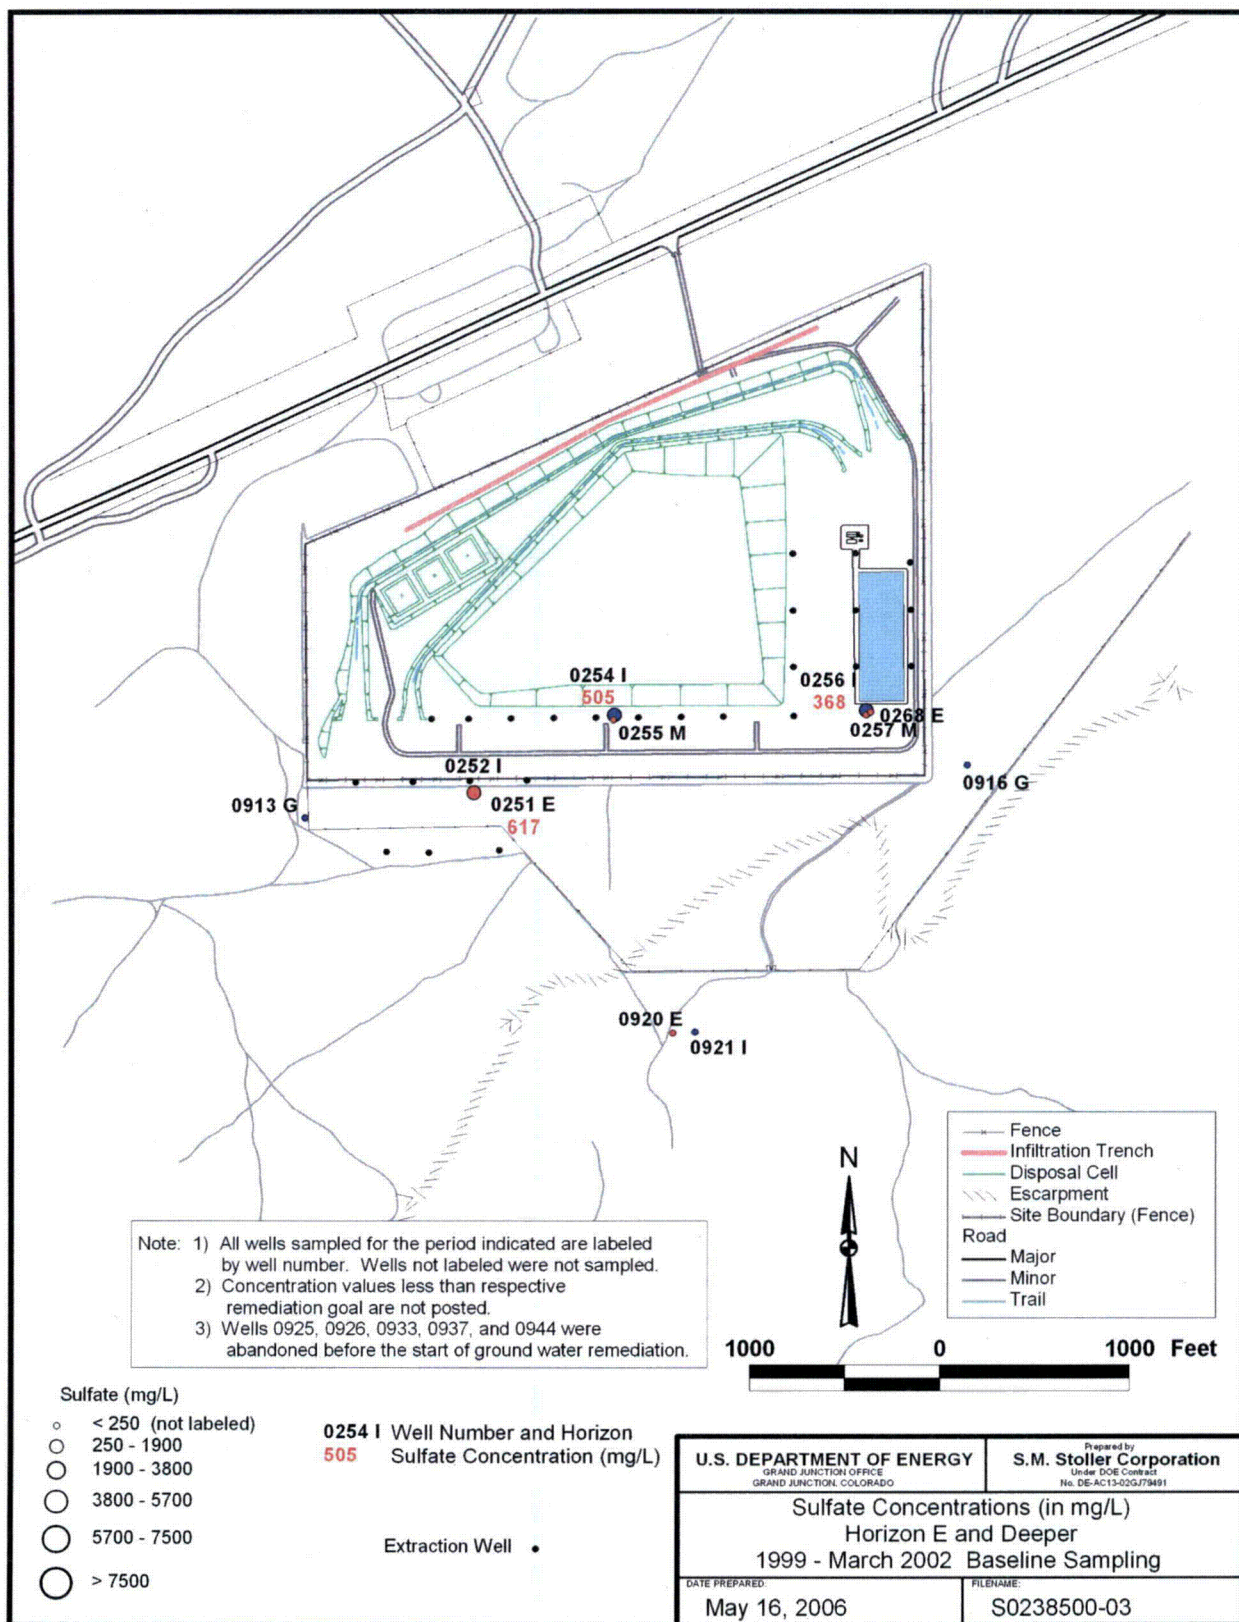 0254 I
505
0256 I
368
0268 E
0255 M
0257 M
0252 I
0251 E
617
0913 G
0916 G
0920 E
0921 I
Fence
Infiltration Trench
Disposal Cell
Escarpment
Site Boundary (Fence)
Road
Major
Minor
Trail
N
1000 0 1000 Feet
Note: 1) All wells sampled for the period indicated are labeled
by well number. Wells not labeled were not sampled.
2) Concentration values less than respective
remediation goal are not posted.
3) Wells 0925, 0926, 0933, 0937, and 0944 were
abandoned before the start of ground water remediation.
Sulfate (mg/L)
< 250 (not labeled)
250 - 1900
1900 - 3800
3800 - 5700
5700 - 7500
> 7500
0254 I Well Number and Horizon
505 Sulfate Concentration (mg/L)
Extraction Well
U.S. DEPARTMENT OF ENERGY
GRAND JUNCTION OFFICE
GRAND JUNCTION, COLORADO
Prepared by
S.M. Stoller Corporation
Under DOE Contract
No. DE-AC13-02GJ79491
Sulfate Concentrations (in mg/L)
Horizon E and Deeper
1999 - March 2002 Baseline Sampling
DATE PREPARED:
May 16, 2006
FILENAME:
S0238500-03